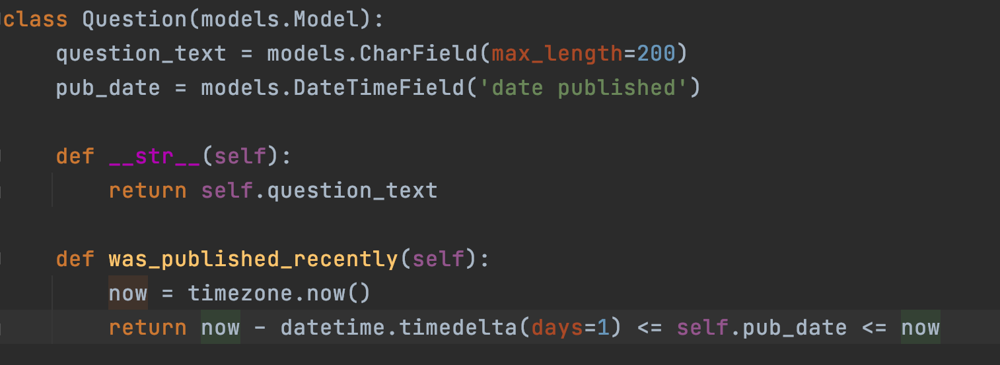 class Question(models.Model):
    question_text = models.CharField(max_length=200)
    pub_date = models.DateTimeField('date published')

    def __str__(self):
        return self.question_text

    def was_published_recently(self):
        now = timezone.now()
        return now - datetime.timedelta(days=1) <= self.pub_date <= now